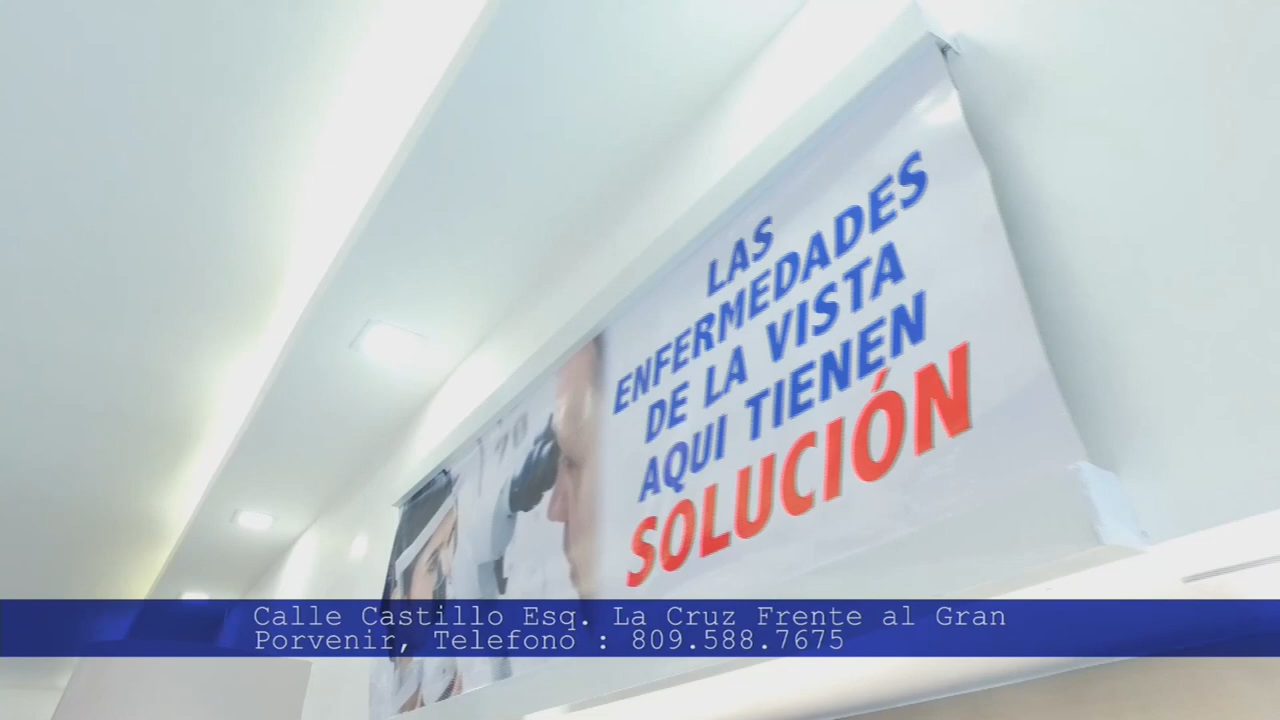 LAS
ENFERMEDADES
DE LA VISTA
AQUI TIENEN
SOLUCIÓN
Calle Castillo Esq. La Cruz Frente al Gran
Porvenir, Telefono : 809.588.7675